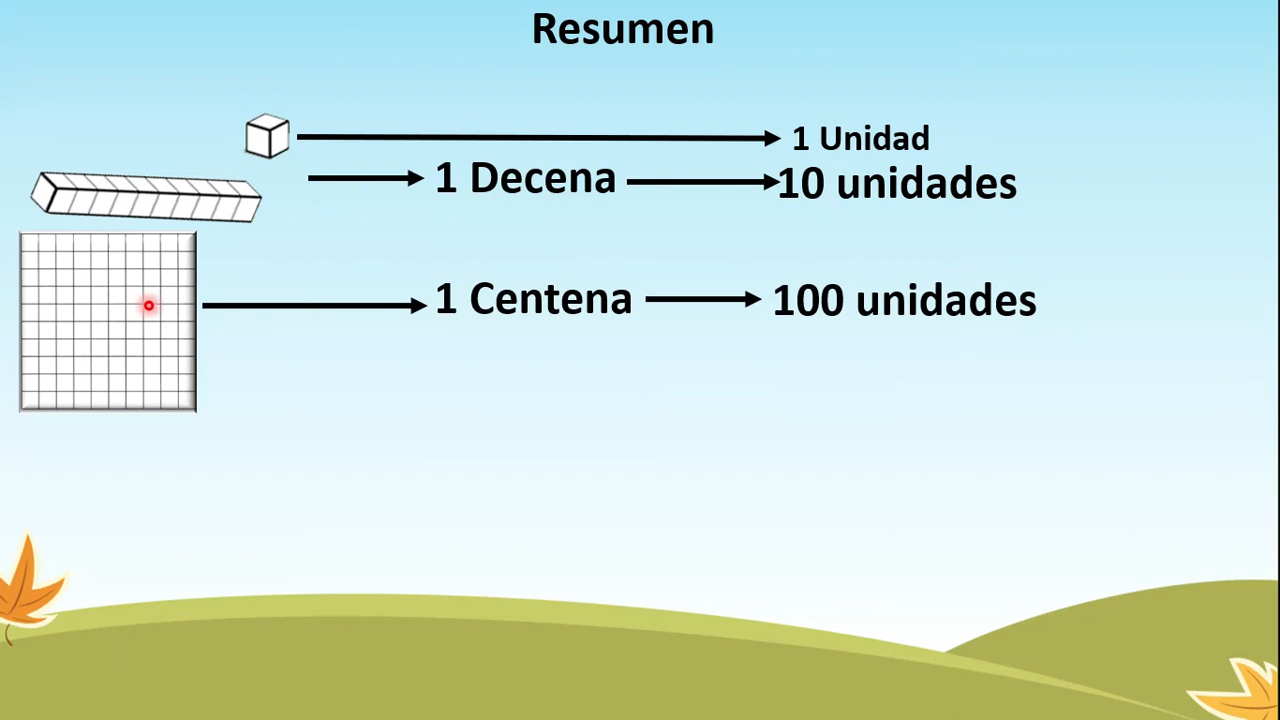 Resumen
1 Unidad
1 Decena 10 unidades
1 Centena 100 unidades